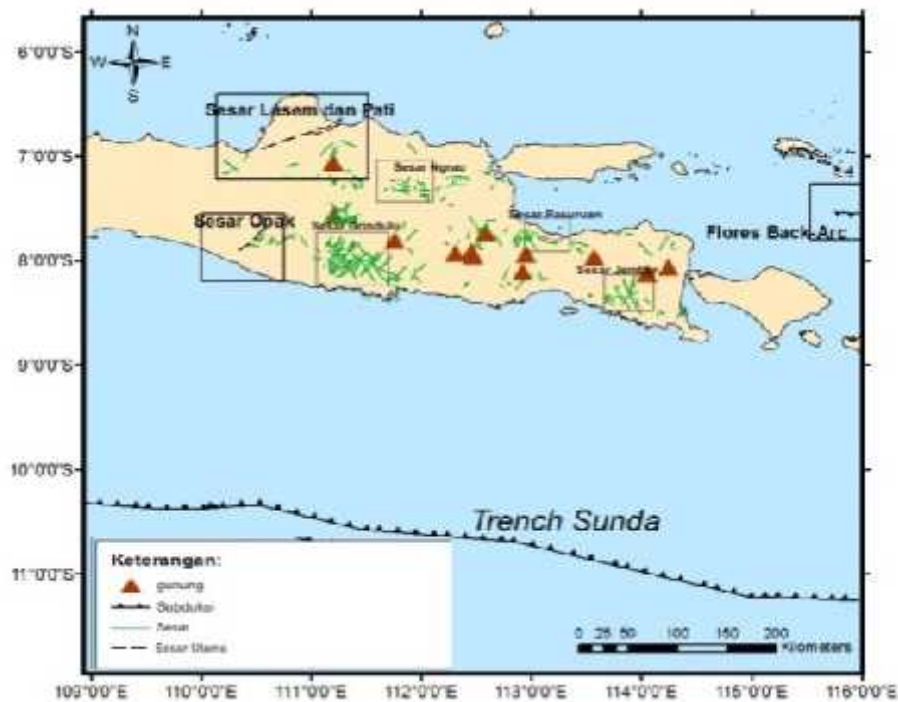 N
W E
S
6°0'0"S
7°0'0"S
8°0'0"S
9°0'0"S
10°0'0"S
11°0'0"S
Sesar Lasem dan Pati
Sesar
Sesar Opak
Sesar
Sesar Pasuruan
Flores Back-Arc
Sesar Jember
Trench Sunda
Keterangan:
gunung
Subduksi
Sesar
Sesar Utama
0 25 50 100 150 200
Kilometers
109°0'0"E 110°0'0"E 111°0'0"E 112°0'0"E 113°0'0"E 114°0'0"E 115°0'0"E 116°0'0"E